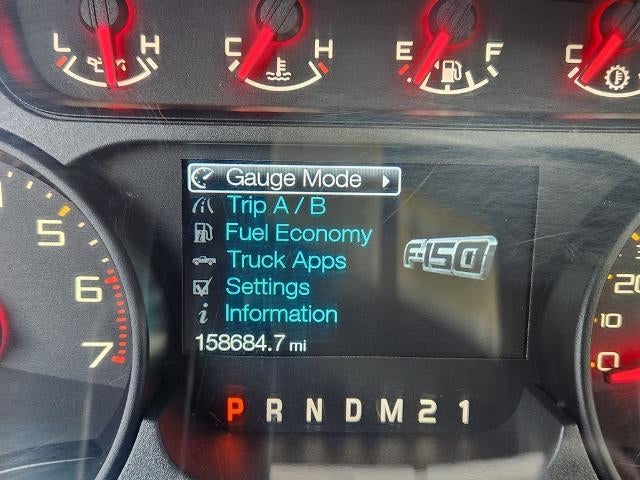 L H C H E F C
Gauge Mode
Trip A / B
5
Fuel Economy
F-150
Truck Apps
6
Settings
20
Information
10
7
158684.7 mi
0
P R N D M 2 1